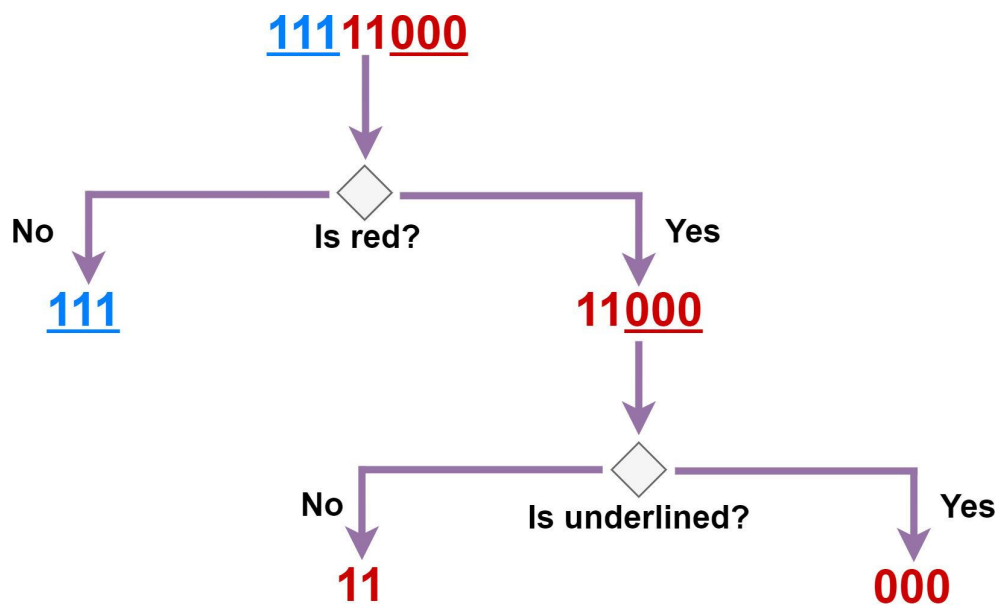 11111000
Is red?
No
Yes
111
11000
Is underlined?
No
Yes
11
000